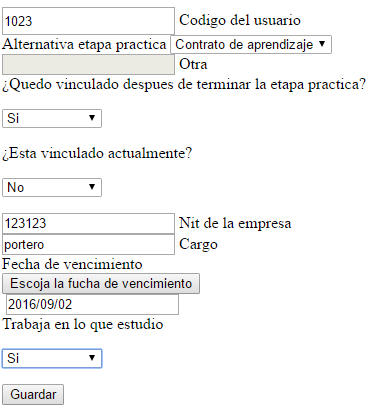 1023 Codigo del usuario
Alternativa etapa practica Contrato de aprendizaje
Otra
¿Quedo vinculado despues de terminar la etapa practica?
Si
¿Esta vinculado actualmente?
No
123123 Nit de la empresa
portero Cargo
Fecha de vencimiento
Escoja la fucha de vencimiento
2016/09/02
Trabaja en lo que estudio
Si
Guardar